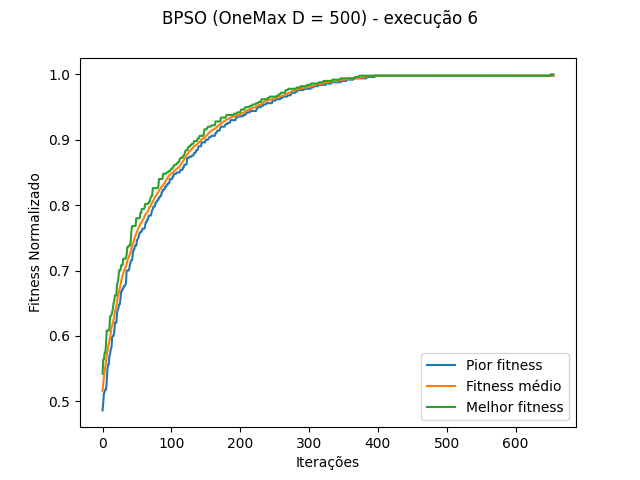 BPSO (OneMax D = 500) - execução 6
Fitness Normalizado
1.0
0.9
0.8
0.7
0.6
0.5
0 100 200 300 400 500 600
Iterações
Pior fitness
Fitness médio
Melhor fitness